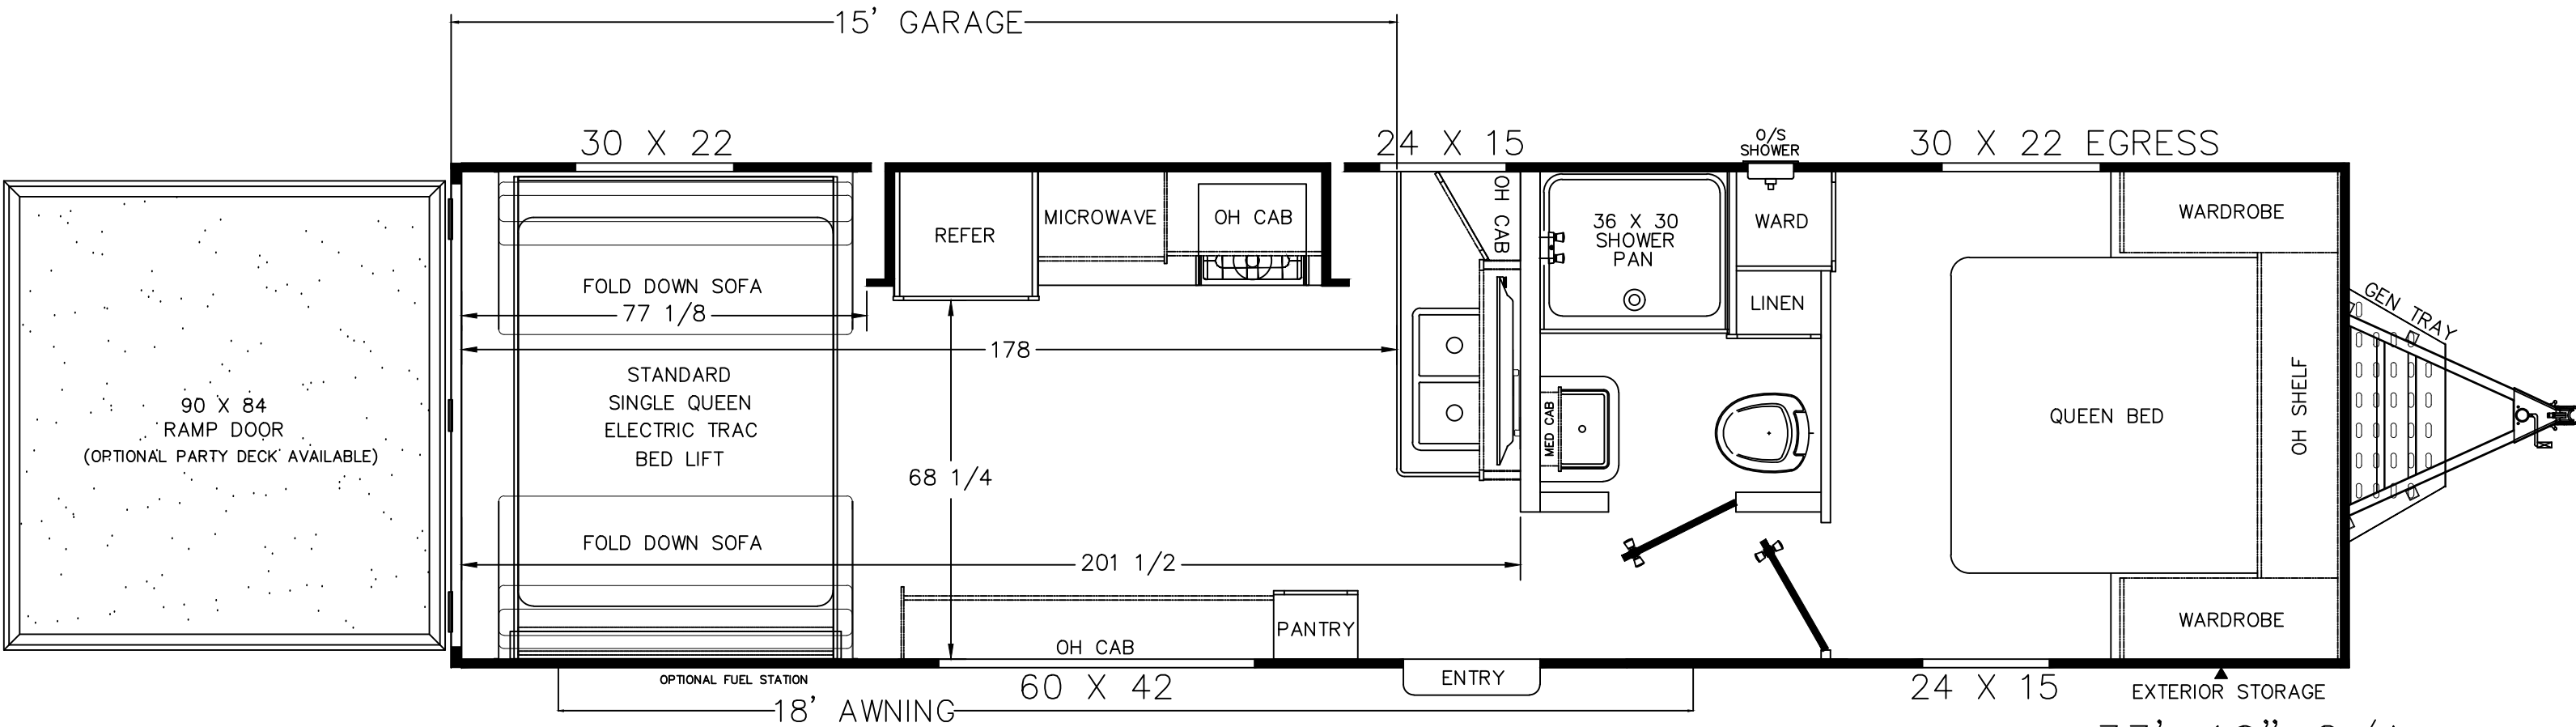 15' GARAGE
30 X 22
24 X 15
O/S
SHOWER
30 X 22 EGRESS
REFER
MICROWAVE
OH CAB
OH CAB
36 X 30
SHOWER
PAN
WARD
LINEN
WARDROBE
GEN TRAY
FOLD DOWN SOFA
77 1/8
178
STANDARD
SINGLE QUEEN
ELECTRIC TRAC
BED LIFT
90 X 84
RAMP DOOR
(OPTIONAL PARTY DECK AVAILABLE)
68 1/4
MED CAB
QUEEN BED
OH SHELF
FOLD DOWN SOFA
201 1/2
OH CAB
PANTRY
WARDROBE
OPTIONAL FUEL STATION
60 X 42
ENTRY
24 X 15
EXTERIOR STORAGE
18' AWNING